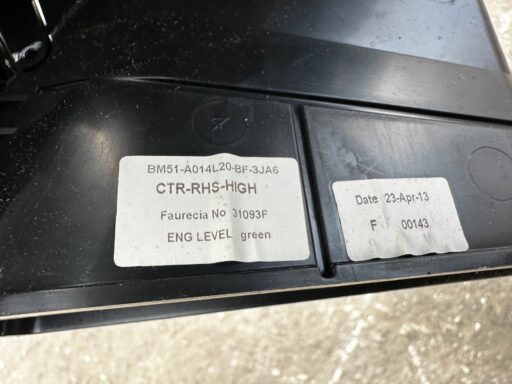 BM51-A014L20-BF-3JA6
CTR-RHS-HIGH
Faurecia No 31093F
ENG LEVEL green
Date 23-Apr-13
F 00143